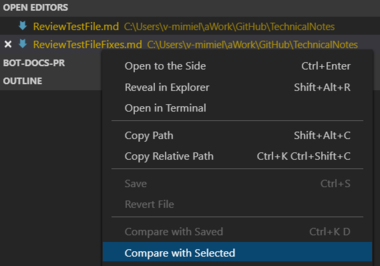 OPEN EDITORS
ReviewTestFile.md C:\Users\v-mimiel\aWork\GitHub\TechnicalNotes
ReviewTestFileFixes.md C:\Users\v-mimiel\aWork\GitHub\TechnicalNotes
BOT-DOCS-PR
OUTLINE
Open to the Side Ctrl+Enter
Reveal in Explorer Shift+Alt+R
Open in Terminal
Copy Path Shift+Alt+C
Copy Relative Path Ctrl+K Ctrl+Shift+C
Save Ctrl+S
Revert File
Compare with Saved Ctrl+K D
Compare with Selected